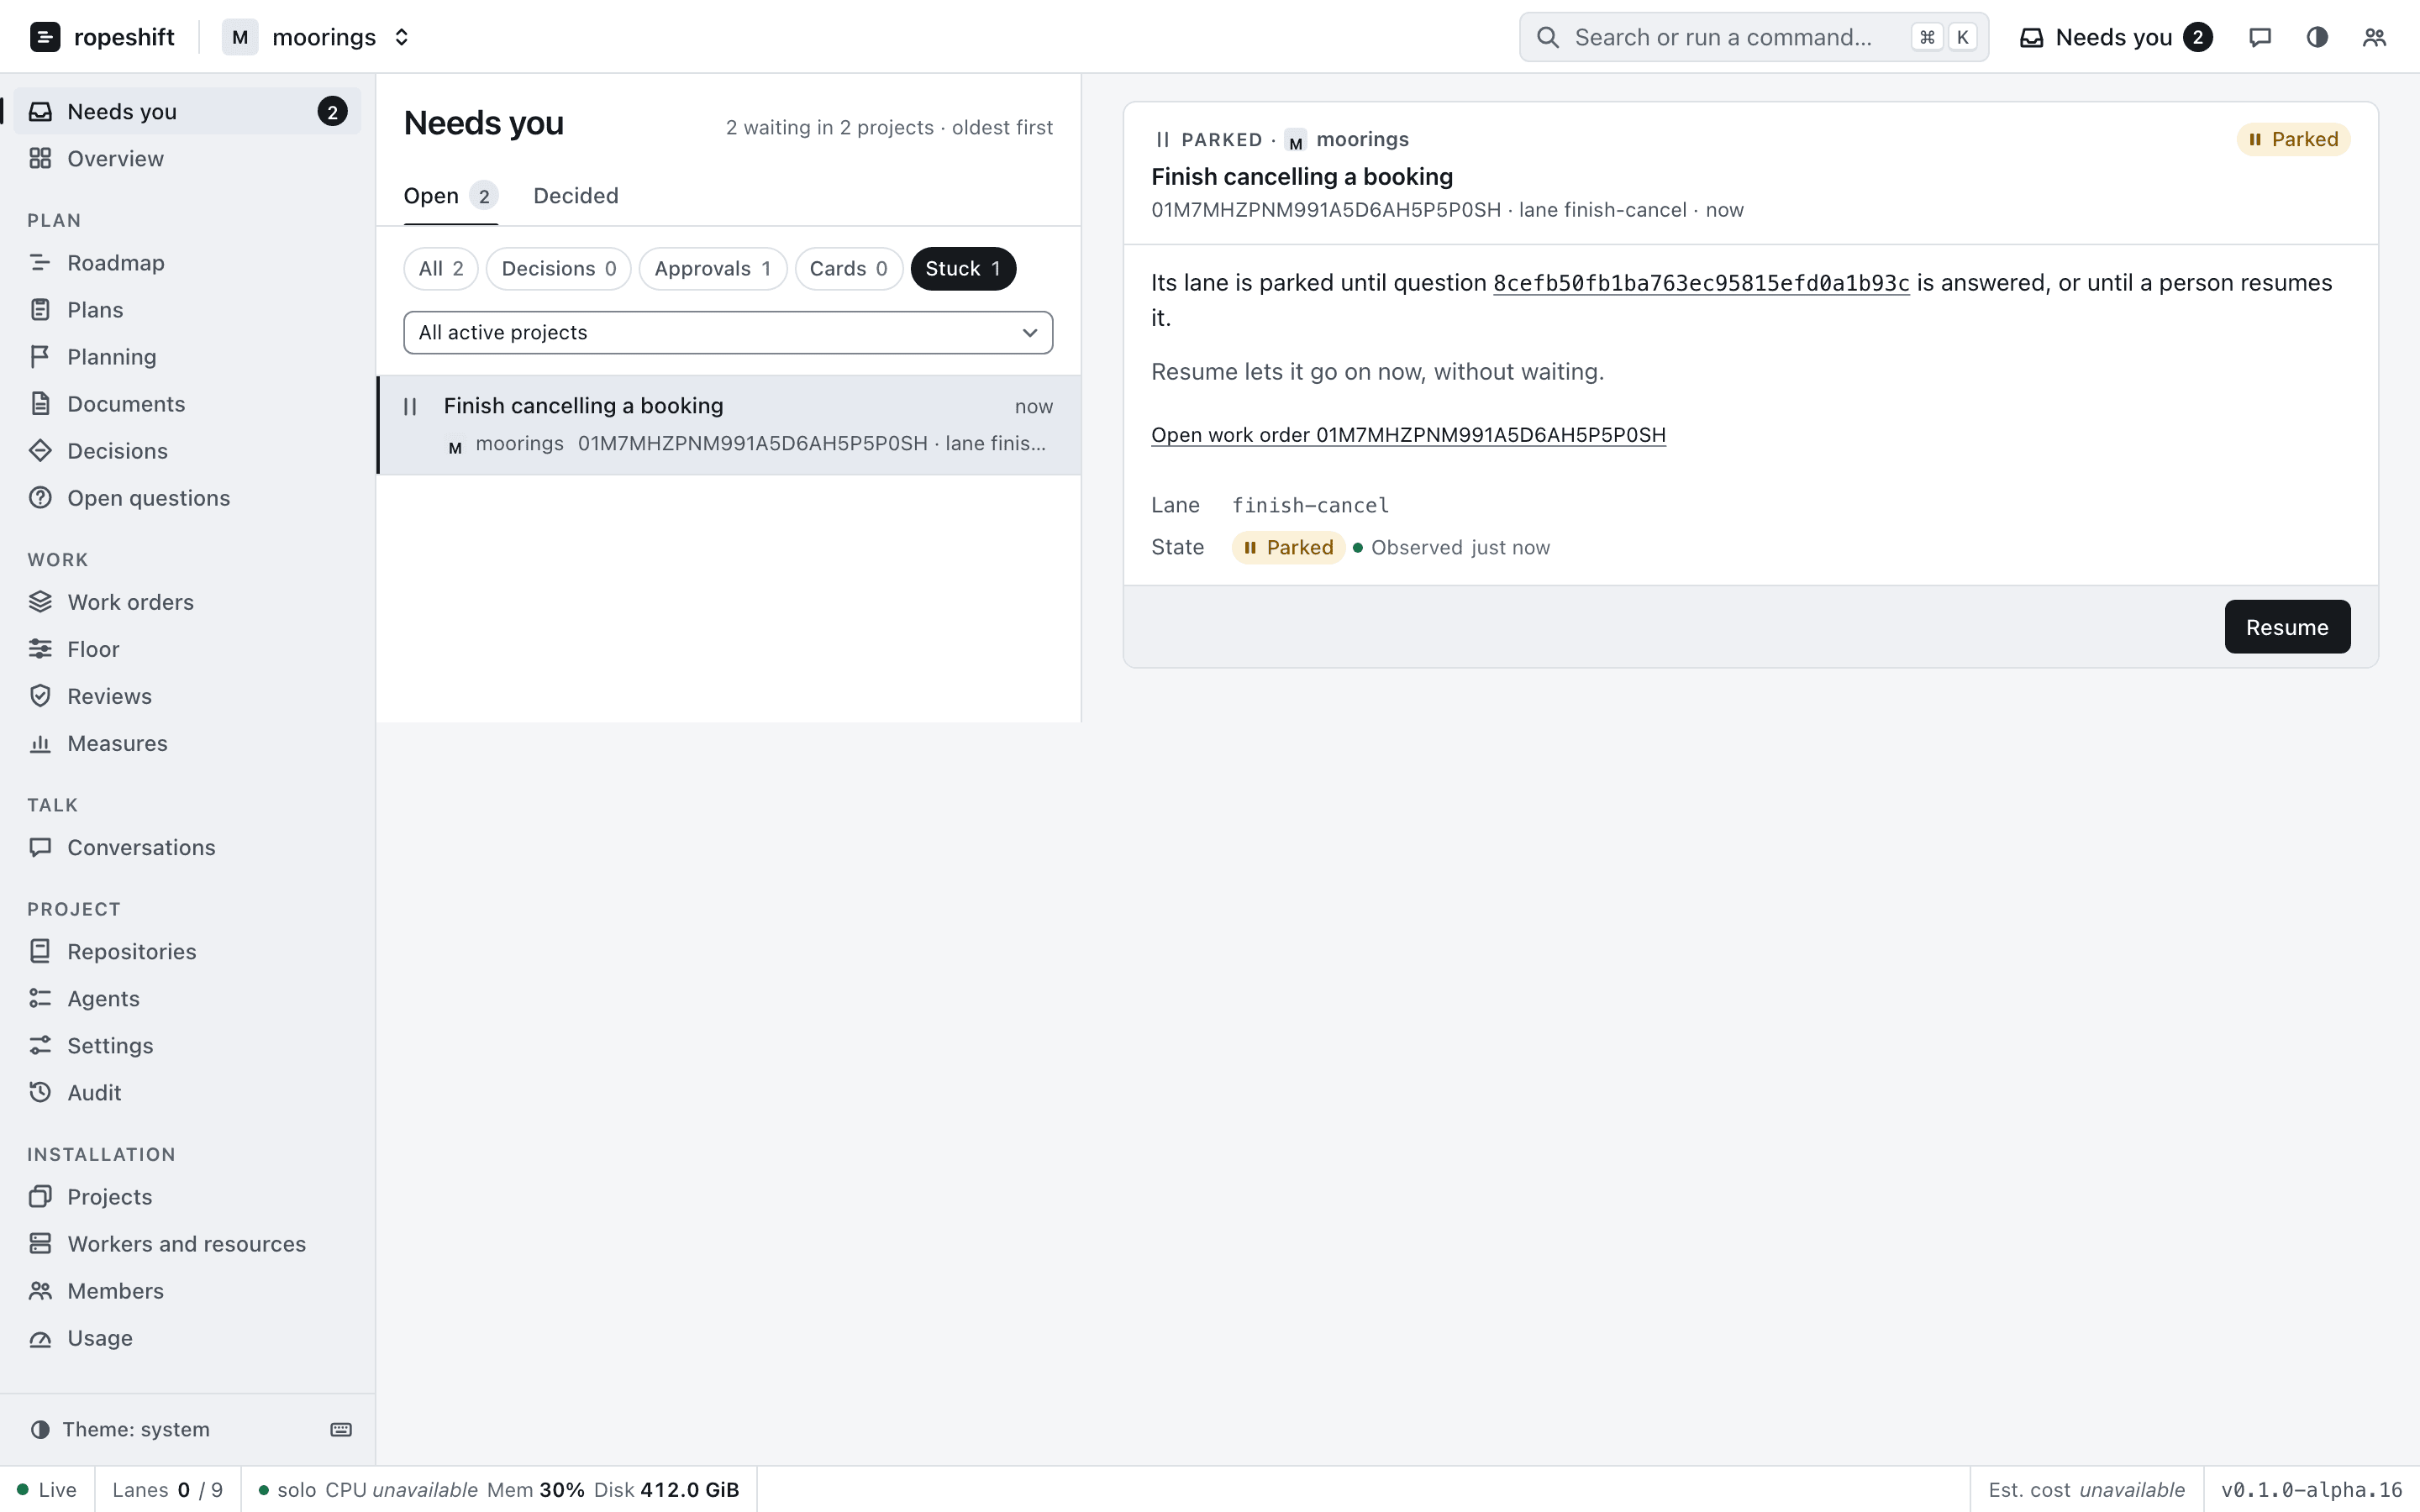 ropeshift
M moorings
Search or run a command... ⌘ K
Needs you 2
Needs you 2
Overview
PLAN
Roadmap
Plans
Planning
Documents
Decisions
Open questions
WORK
Work orders
Floor
Reviews
Measures
TALK
Conversations
PROJECT
Repositories
Agents
Settings
Audit
INSTALLATION
Projects
Workers and resources
Members
Usage
Theme: system
Needs you
2 waiting in 2 projects · oldest first
Open 2 Decided
All 2 Decisions 0 Approvals 1 Cards 0 Stuck 1
All active projects
Finish cancelling a booking now
M moorings 01M7MHZPNM991A5D6AH5P5P0SH · lane finis...
PARKED · M moorings
Parked
Finish cancelling a booking
01M7MHZPNM991A5D6AH5P5P0SH · lane finish-cancel · now
Its lane is parked until question 8cefb50fb1ba763ec95815efd0a1b93c is answered, or until a person resumes
it.
Resume lets it go on now, without waiting.
Open work order 01M7MHZPNM991A5D6AH5P5P0SH
Lane finish-cancel
State Parked Observed just now
Resume
Live
Lanes 0 / 9
solo CPU unavailable Mem 30% Disk 412.0 GiB
Est. cost unavailable
v0.1.0-alpha.16